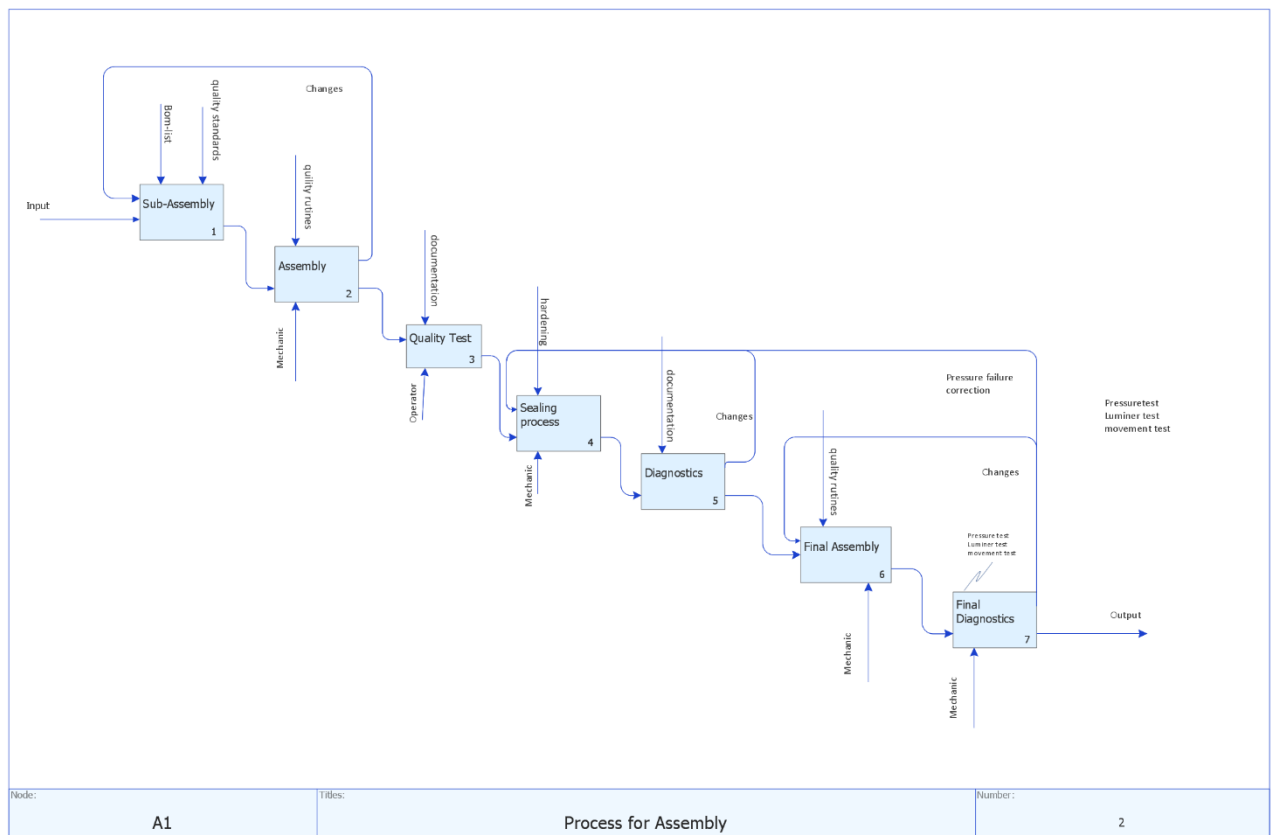 Changes
Bom-list
quality standards
Input
Sub-Assembly
1
quility rutines
Assembly
2
Mechanic
documentation
Quality Test
3
Operator
hardening
Sealing
process
4
Mechanic
documentation
Changes
Diagnostics
5
Pressure failure
correction
Pressuretest
Luminer test
movement test
quality rutines
Changes
Final Assembly
6
Mechanic
Pressure test
Luminer test
movement test
Final
Diagnostics
7
Output
Mechanic
Node:
A1
Titles:
Process for Assembly
Number:
2